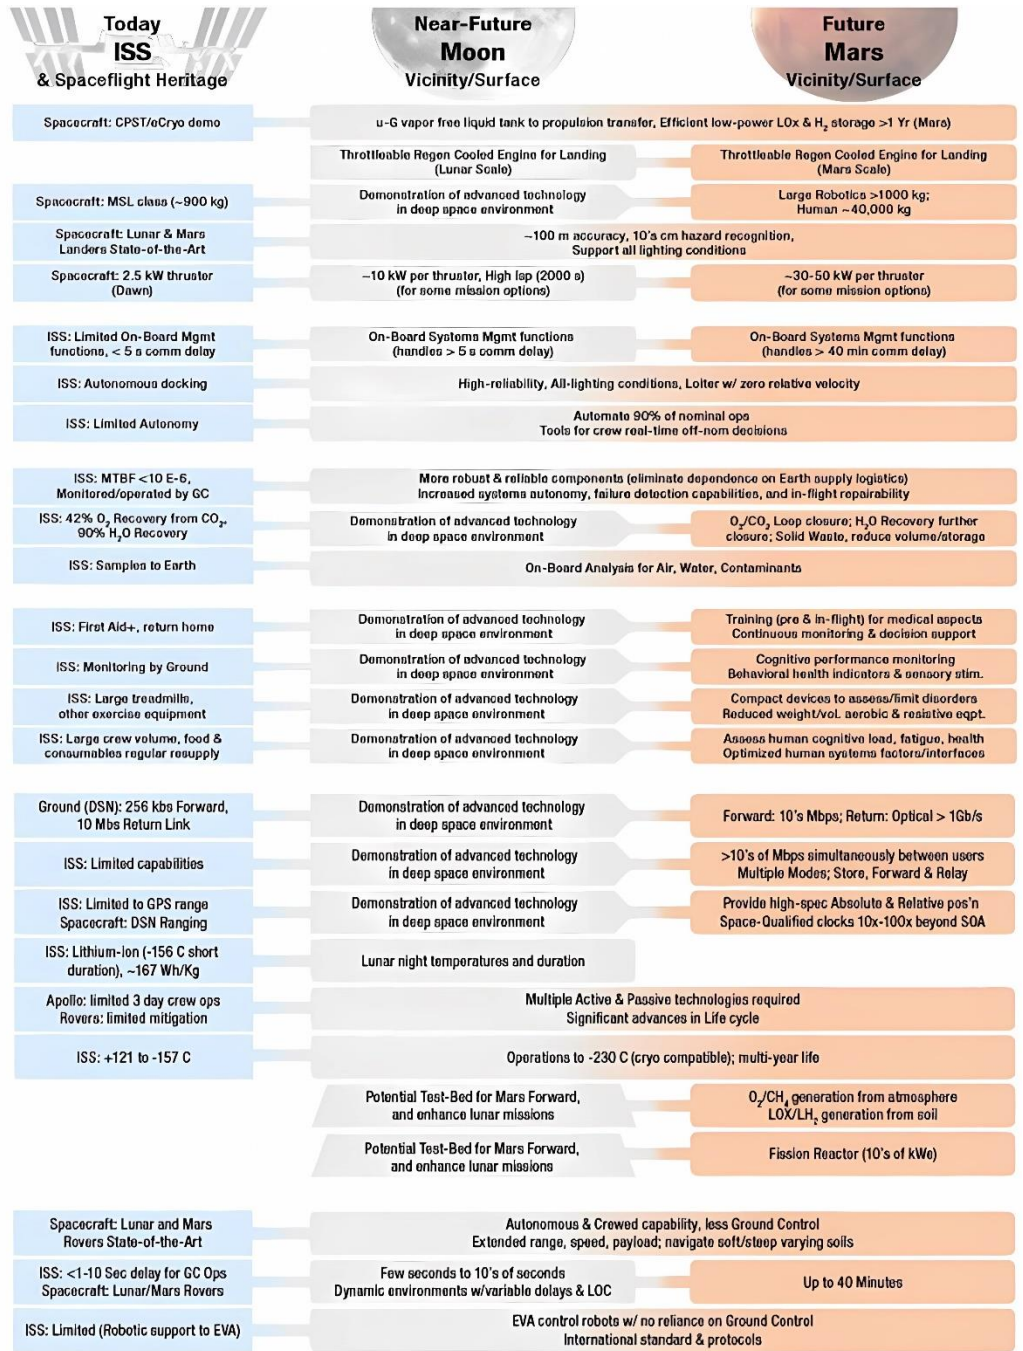 Today
ISS
& Spaceflight Heritage
Near-Future
Moon
Vicinity/Surface
Future
Mars
Vicinity/Surface
Spacecraft: CPST/eCryo demo
u-G vapor free liquid tank to propulsion transfer, Efficient low-power LOx & H₂ storage >1 Yr (Mars)
Throttleable Regen Cooled Engine for Landing
(Lunar Scale)
Throttleable Regen Cooled Engine for Landing
(Mars Scale)
Spacecraft: MSL class (~900 kg)
Demonstration of advanced technology
in deep space environment
Large Robotics >1000 kg;
Human ~40,000 kg
Spacecraft: Lunar & Mars
Landers State-of-the-Art
~100 m accuracy, 10's cm hazard recognition,
Support all lighting conditions
Spacecraft: 2.5 kW thruster
(Dawn)
~10 kW per thruster, High Isp (2000 s)
(for some mission options)
~30-50 kW per thruster
(for some mission options)
ISS: Limited On-Board Mgmt
functions, < 5 s comm delay
On-Board Systems Mgmt functions
(handles > 5 s comm delay)
On-Board Systems Mgmt functions
(handles > 40 min comm delay)
ISS: Autonomous docking
High-reliability, All-lighting conditions, Loiter w/ zero relative velocity
ISS: Limited Autonomy
Automate 90% of nominal ops
Tools for crew real-time off-nom decisions
ISS: MTBF <10 E-6,
Monitored/operated by GC
More robust & reliable components (eliminate dependence on Earth supply logistics)
Increased systems autonomy, failure detection capabilities, and in-flight repairability
ISS: 42% O₂ Recovery from CO₂,
90% H₂O Recovery
Demonstration of advanced technology
in deep space environment
O₂/CO₂ Loop closure; H₂O Recovery further
closure; Solid Waste, reduce volume/storage
ISS: Samples to Earth
On-Board Analysis for Air, Water, Contaminants
ISS: First Aid+, return home
Demonstration of advanced technology
in deep space environment
Training (pre & in-flight) for medical aspects
Continuous monitoring & decision support
ISS: Monitoring by Ground
Demonstration of advanced technology
in deep space environment
Cognitive performance monitoring
Behavioral health indicators & sensory stim.
ISS: Large treadmills,
other exercise equipment
Demonstration of advanced technology
in deep space environment
Compact devices to assess/limit disorders
Reduced weight/vol. aerobic & resistive eqpt.
ISS: Large crew volume, food &
consumables regular resupply
Demonstration of advanced technology
in deep space environment
Assess human cognitive load, fatigue, health
Optimized human systems factors/interfaces
Ground (DSN): 256 kbs Forward,
10 Mbs Return Link
Demonstration of advanced technology
in deep space environment
Forward: 10's Mbps; Return: Optical > 1Gb/s
ISS: Limited capabilities
Demonstration of advanced technology
in deep space environment
>10's of Mbps simultaneously between users
Multiple Modes; Store, Forward & Relay
ISS: Limited to GPS range
Spacecraft: DSN Ranging
Demonstration of advanced technology
in deep space environment
Provide high-spec Absolute & Relative pos'n
Space-Qualified clocks 10x-100x beyond SOA
ISS: Lithium-ion (-156 C short
duration), ~167 Wh/Kg
Lunar night temperatures and duration
Apollo: limited 3 day crew ops
Rovers: limited mitigation
Multiple Active & Passive technologies required
Significant advances in Life cycle
ISS: +121 to -157 C
Operations to -230 C (cryo compatible); multi-year life
Potential Test-Bed for Mars Forward,
and enhance lunar missions
O₂/CH₄ generation from atmosphere
LOX/LH₂ generation from soil
Potential Test-Bed for Mars Forward,
and enhance lunar missions
Fission Reactor (10's of kWe)
Spacecraft: Lunar and Mars
Rovers State-of-the-Art
Autonomous & Crewed capability, less Ground Control
Extended range, speed, payload; navigate soft/steep varying soils
ISS: <1-10 Sec delay for GC Ops
Spacecraft: Lunar/Mars Rovers
Few seconds to 10's of seconds
Dynamic environments w/variable delays & LOC
Up to 40 Minutes
ISS: Limited (Robotic support to EVA)
EVA control robots w/ no reliance on Ground Control
International standard & protocols